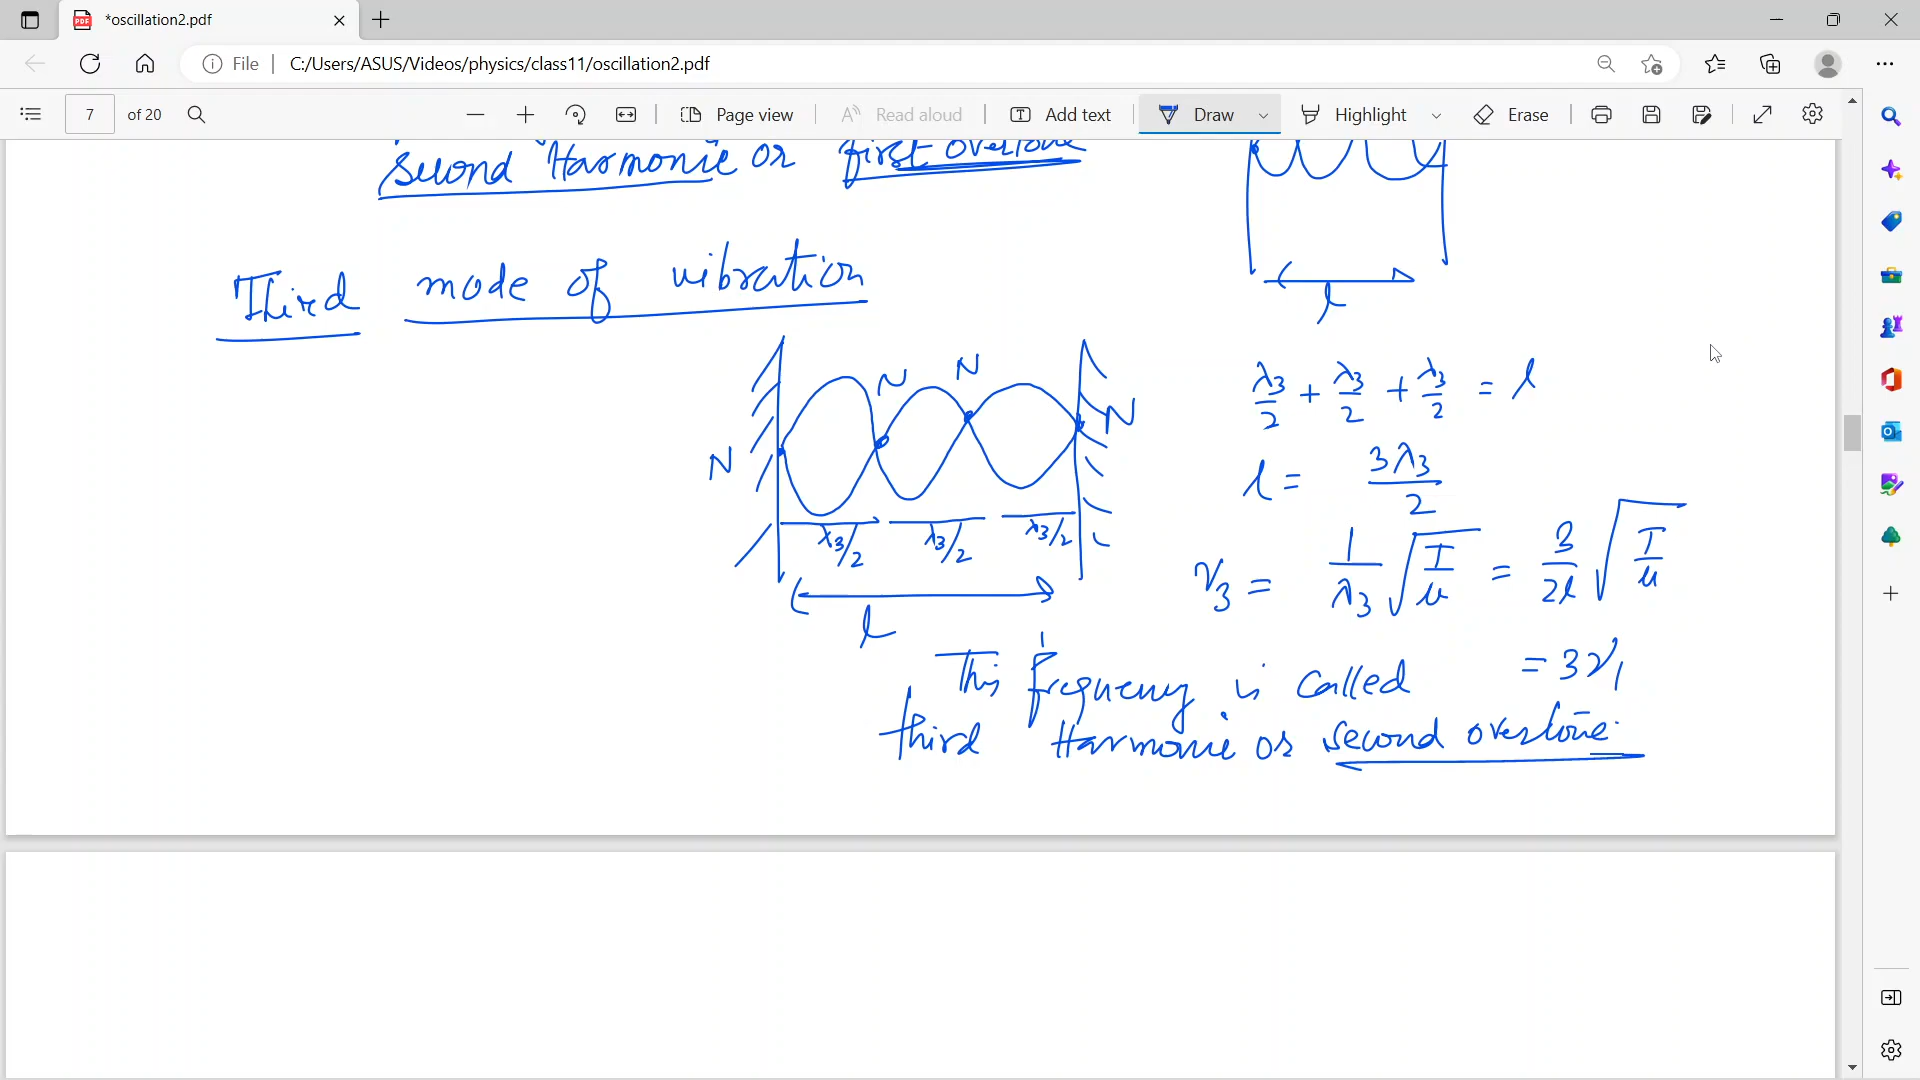 *oscillation2.pdf
File | C:/Users/ASUS/Videos/physics/class11/oscillation2.pdf
7 of 20 Page view Read aloud Add text Draw Highlight Erase
second Harmonic or first overtone
l
Third mode of vibration
N N N N
λ3/2 λ3/2 λ3/2
l
λ3/2 + λ3/2 + λ3/2 = l
l = 3λ3/2
ν3 = 1/λ3 √(T/μ) = 3/2l √(T/μ)
= 3ν1
This frequency is called
third Harmonic or second overtone.